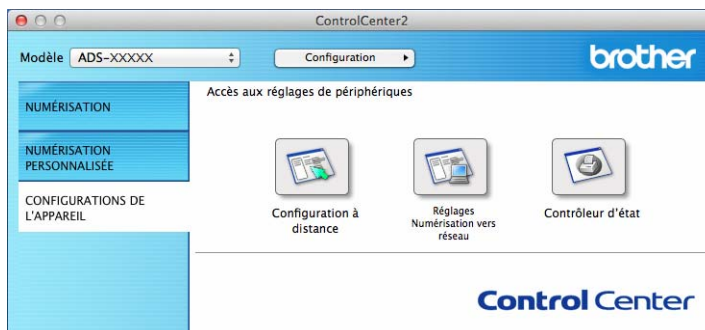 ControlCenter2
Modèle ADS-XXXXX Configuration brother
NUMÉRISATION
NUMÉRISATION
PERSONNALISÉE
CONFIGURATIONS DE
L'APPAREIL
Accès aux réglages de périphériques
Configuration à
distance
Réglages
Numérisation vers
réseau
Contrôleur d'état
Control Center